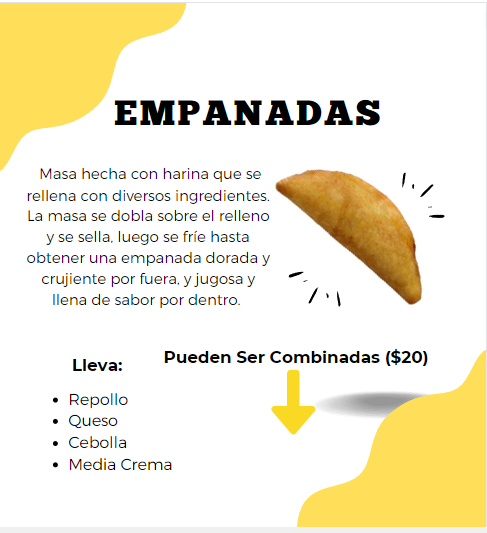 EMPANADAS
Masa hecha con harina que se
rellena con diversos ingredientes.
La masa se dobla sobre el relleno
y se sella, luego se fríe hasta
obtener una empanada dorada y
crujiente por fuera, y jugosa y
llena de sabor por dentro.
Lleva:
• Repollo
• Queso
• Cebolla
• Media Crema
Pueden Ser Combinadas ($20)